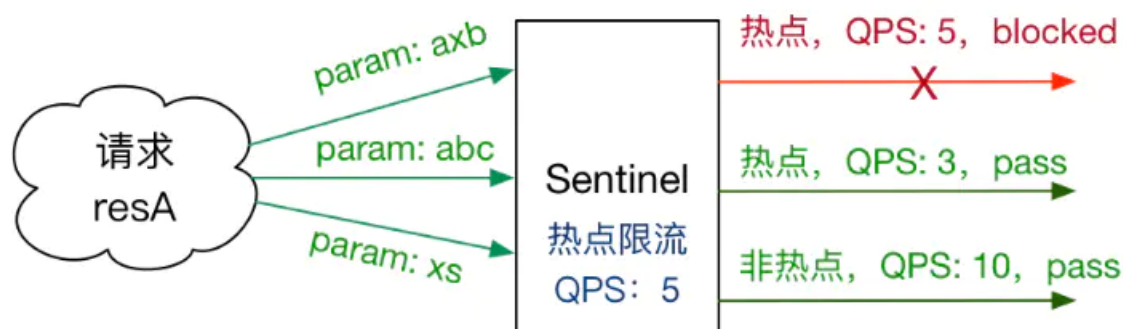 请求
resA
param: axb
param: abc
param: xs
Sentinel
热点限流
QPS：5
热点，QPS: 5，blocked
X
热点，QPS: 3，pass
非热点，QPS: 10，pass